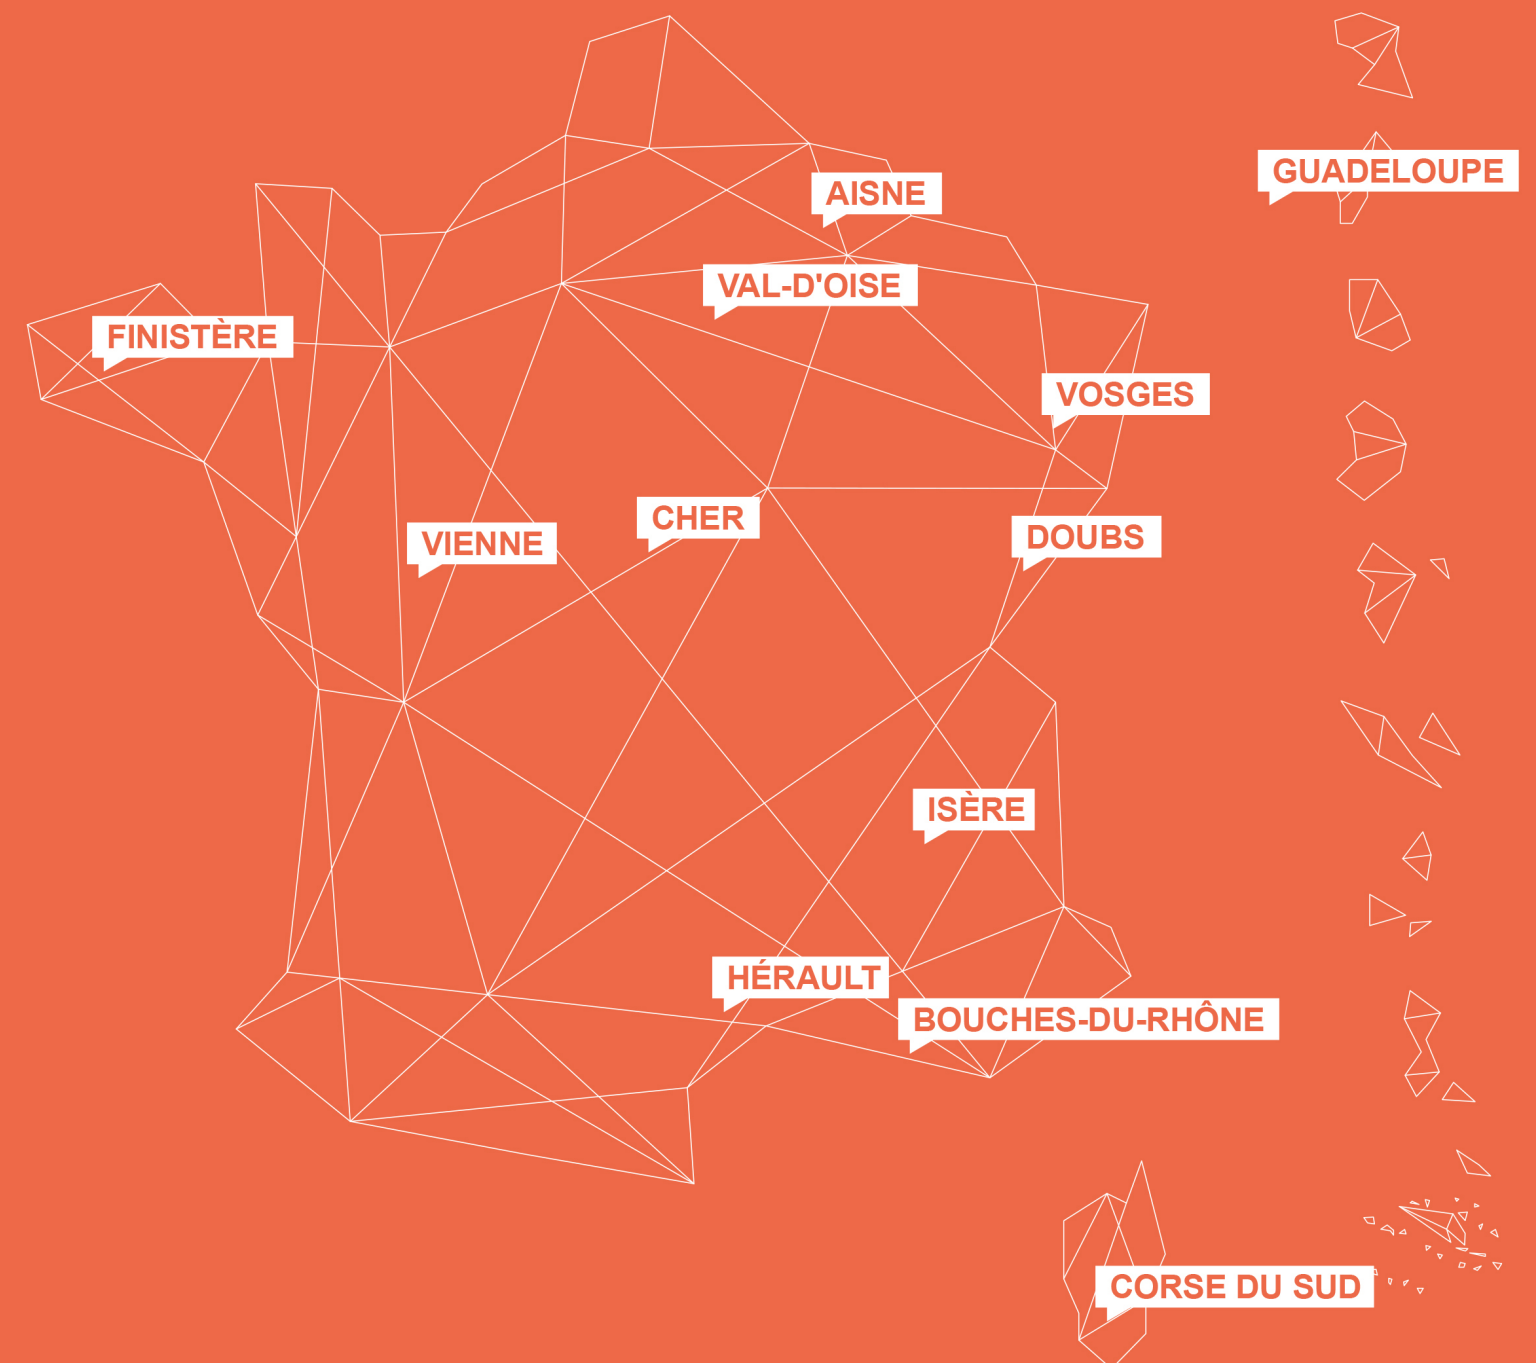 GUADELOUPE
AISNE
VAL-D'OISE
FINISTÈRE
VOSGES
CHER
VIENNE
DOUBS
ISÈRE
HÉRAULT
BOUCHES-DU-RHÔNE
CORSE DU SUD